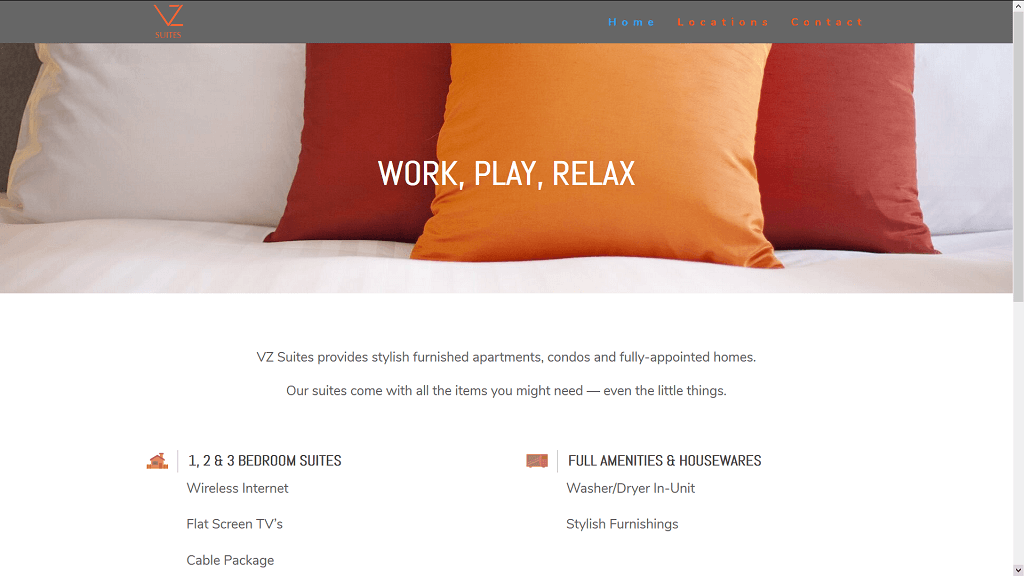 VZ
SUITES
Home Locations Contact
WORK, PLAY, RELAX
VZ Suites provides stylish furnished apartments, condos and fully-appointed homes.
Our suites come with all the items you might need — even the little things.
1, 2 & 3 BEDROOM SUITES
Wireless Internet
Flat Screen TV's
Cable Package
FULL AMENITIES & HOUSEWARES
Washer/Dryer In-Unit
Stylish Furnishings